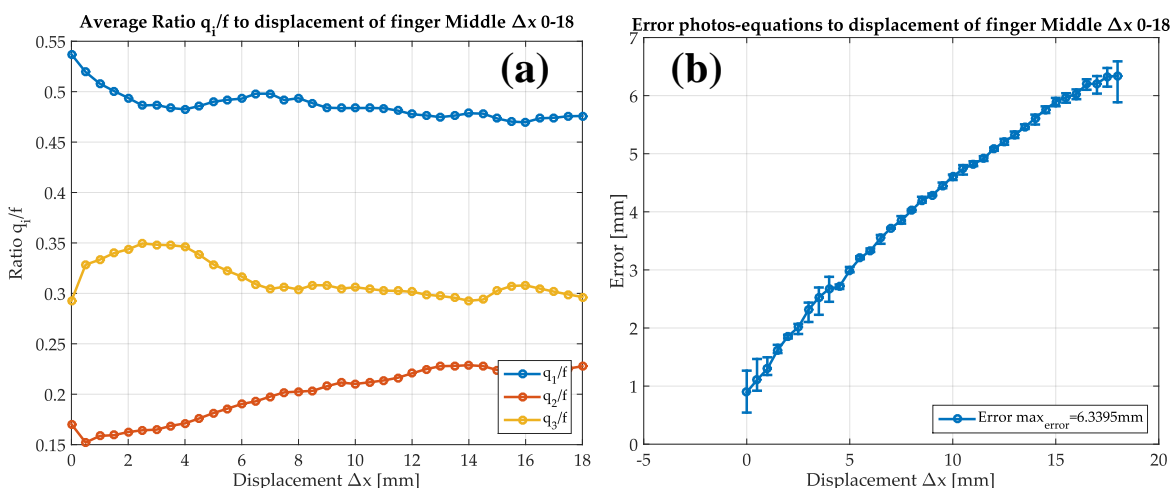 Average Ratio q_i/f to displacement of finger Middle Δx 0-18
(a)
0.55
0.5
0.45
0.4
0.35
0.3
0.25
0.2
0.15
Ratio q_i/f
0 2 4 6 8 10 12 14 16 18
Displacement Δx [mm]
q_1/f
q_2/f
q_3/f
Error photos-equations to displacement of finger Middle Δx 0-18
(b)
7
6
5
4
3
2
1
0
Error [mm]
-5 0 5 10 15 20
Displacement Δx [mm]
Error max_error=6.3395mm